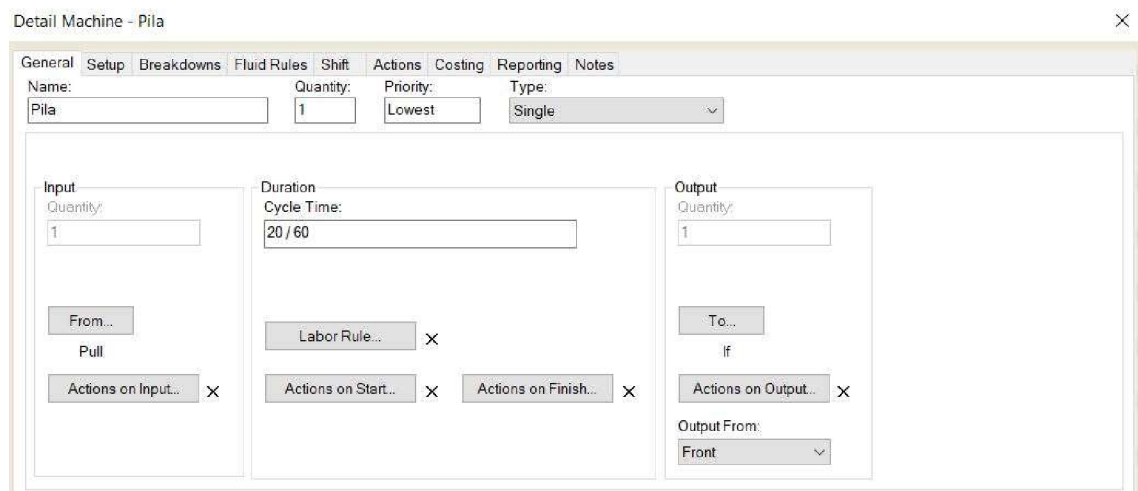 Detail Machine - Pila
General Setup Breakdowns Fluid Rules Shift Actions Costing Reporting Notes
Name: Quantity: Priority: Type:
Pila 1 Lowest Single
Input Duration Output
Quantity: Cycle Time: Quantity:
1 20 / 60 1
From... Labor Rule... To...
Pull If
Actions on Input... Actions on Start... Actions on Finish... Actions on Output...
Output From:
Front